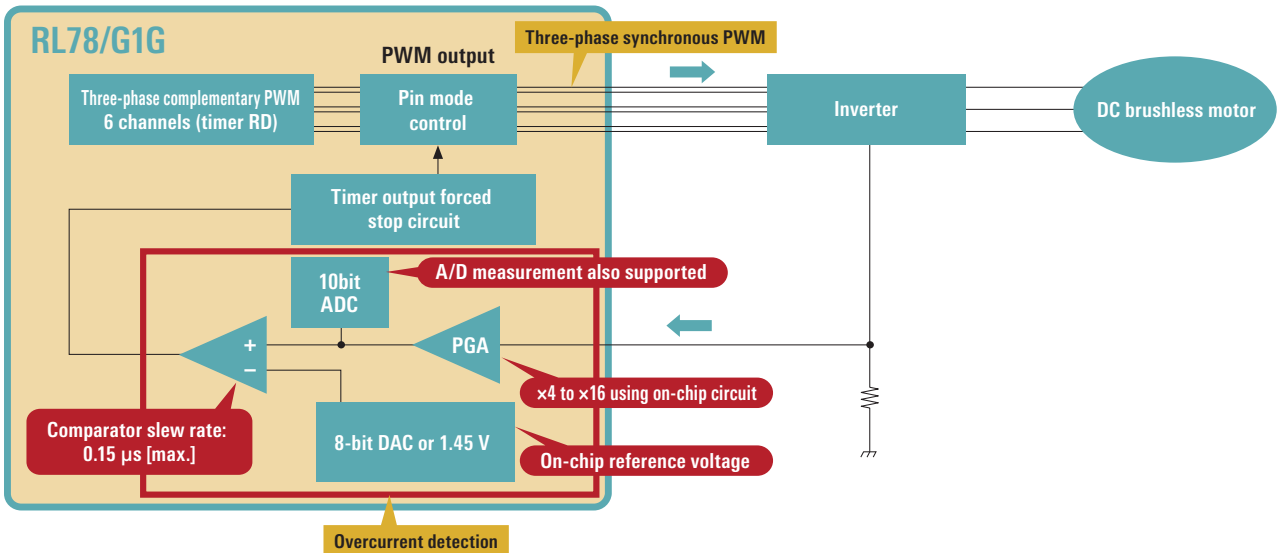 RL78/G1G
Three-phase synchronous PWM
PWM output
Three-phase complementary PWM
6 channels (timer RD)
Pin mode
control
Inverter
DC brushless motor
Timer output forced
stop circuit
10bit
ADC
A/D measurement also supported
+
−
PGA
×4 to ×16 using on-chip circuit
Comparator slew rate:
0.15 µs [max.]
8-bit DAC or 1.45 V
On-chip reference voltage
Overcurrent detection